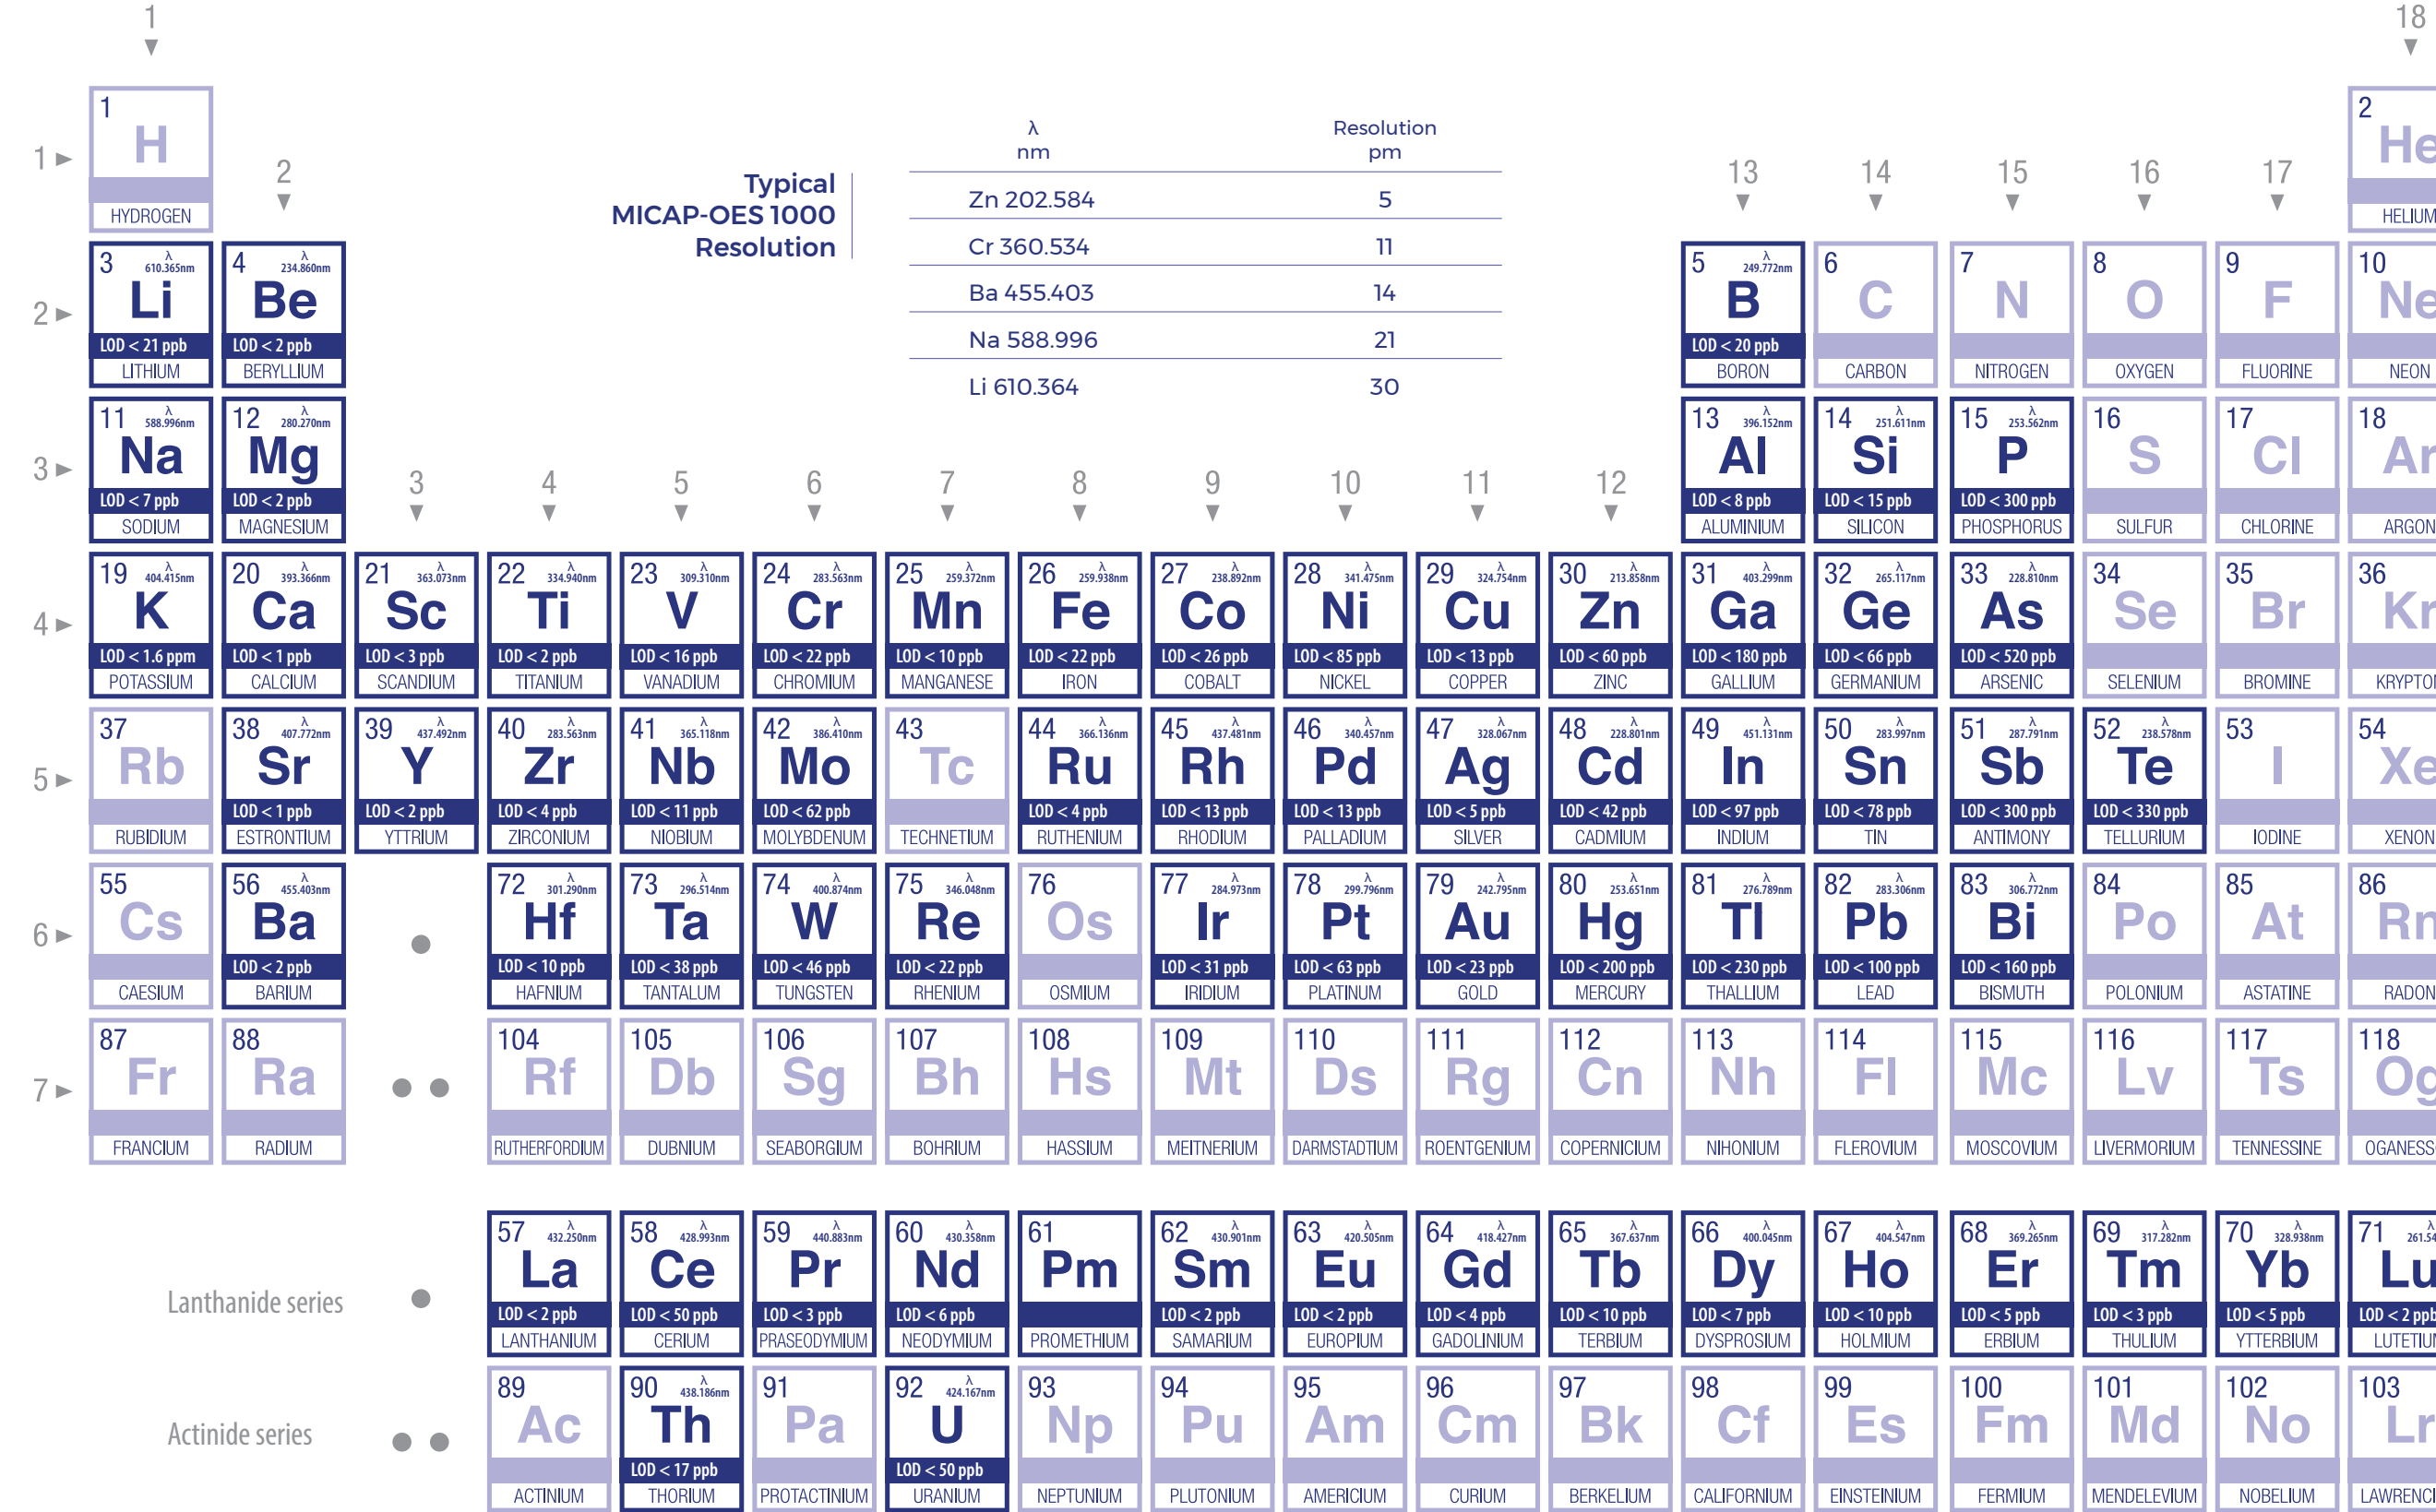 1
18
1
H
HYDROGEN
2
1
2
Typical
MICAP-OES 1000
Resolution
λ Resolution
nm pm
Zn 202.584 5
Cr 360.534 11
Ba 455.403 14
Na 588.996 21
Li 610.364 30
13 14 15 16 17
2
He
HELIUM
2
3 λ 610.365nm 4 λ 234.860nm 5 λ 249.772nm 6 7 8 9 10
Li Be B C N O F Ne
LOD < 21 ppb LOD < 2 ppb LOD < 20 ppb
LITHIUM BERYLLIUM BORON CARBON NITROGEN OXYGEN FLUORINE NEON
3
11 λ 588.996nm 12 λ 280.270nm 13 λ 396.152nm 14 λ 251.611nm 15 λ 253.562nm 16 17 18
Na Mg Al Si P S Cl Ar
LOD < 7 ppb LOD < 2 ppb LOD < 8 ppb LOD < 15 ppb LOD < 300 ppb
SODIUM MAGNESIUM ALUMINIUM SILICON PHOSPHORUS SULFUR CHLORINE ARGON
3 4 5 6 7 8 9 10 11 12
4
19 λ 404.415nm 20 λ 393.366nm 21 λ 363.073nm 22 λ 334.940nm 23 λ 309.310nm 24 λ 283.563nm 25 λ 259.372nm 26 λ 259.938nm 27 λ 238.892nm 28 λ 341.475nm 29 λ 324.754nm 30 λ 213.858nm 31 λ 403.299nm 32 λ 265.117nm 33 λ 228.810nm 34 35 36
K Ca Sc Ti V Cr Mn Fe Co Ni Cu Zn Ga Ge As Se Br Kr
LOD < 1.6 ppm LOD < 1 ppb LOD < 3 ppb LOD < 2 ppb LOD < 16 ppb LOD < 22 ppb LOD < 10 ppb LOD < 22 ppb LOD < 26 ppb LOD < 85 ppb LOD < 13 ppb LOD < 60 ppb LOD < 180 ppb LOD < 66 ppb LOD < 520 ppb
POTASSIUM CALCIUM SCANDIUM TITANIUM VANADIUM CHROMIUM MANGANESE IRON COBALT NICKEL COPPER ZINC GALLIUM GERMANIUM ARSENIC SELENIUM BROMINE KRYPTON
5
37 38 λ 407.772nm 39 λ 437.492nm 40 λ 283.563nm 41 λ 365.118nm 42 λ 386.410nm 43 44 λ 366.136nm 45 λ 437.481nm 46 λ 340.457nm 47 λ 328.067nm 48 λ 228.801nm 49 λ 451.131nm 50 λ 283.997nm 51 λ 287.791nm 52 λ 238.578nm 53 54
Rb Sr Y Zr Nb Mo Tc Ru Rh Pd Ag Cd In Sn Sb Te I Xe
LOD < 1 ppb LOD < 2 ppb LOD < 4 ppb LOD < 11 ppb LOD < 62 ppb LOD < 4 ppb LOD < 13 ppb LOD < 13 ppb LOD < 5 ppb LOD < 42 ppb LOD < 97 ppb LOD < 78 ppb LOD < 300 ppb LOD < 330 ppb
RUBIDIUM ESTRONTIUM YTTRIUM ZIRCONIUM NIOBIUM MOLYBDENUM TECHNETIUM RUTHENIUM RHODIUM PALLADIUM SILVER CADMIUM INDIUM TIN ANTIMONY TELLURIUM IODINE XENON
6
55 56 λ 455.403nm 72 λ 301.290nm 73 λ 296.514nm 74 λ 400.874nm 75 λ 346.048nm 76 77 λ 284.973nm 78 λ 299.796nm 79 λ 242.795nm 80 λ 253.651nm 81 λ 276.789nm 82 λ 283.306nm 83 λ 306.772nm 84 85 86
Cs Ba Hf Ta W Re Os Ir Pt Au Hg Tl Pb Bi Po At Rn
LOD < 2 ppb LOD < 10 ppb LOD < 38 ppb LOD < 46 ppb LOD < 22 ppb LOD < 31 ppb LOD < 63 ppb LOD < 23 ppb LOD < 200 ppb LOD < 230 ppb LOD < 100 ppb LOD < 160 ppb
CAESIUM BARIUM HAFNIUM TANTALUM TUNGSTEN RHENIUM OSMIUM IRIDIUM PLATINUM GOLD MERCURY THALLIUM LEAD BISMUTH POLONIUM ASTATINE RADON
7
87 88 104 105 106 107 108 109 110 111 112 113 114 115 116 117 118
Fr Ra Rf Db Sg Bh Hs Mt Ds Rg Cn Nh Fl Mc Lv Ts Og
FRANCIUM RADIUM RUTHERFORDIUM DUBNIUM SEABORGIUM BOHRIUM HASSIUM MEITNERIUM DARMSTADTIUM ROENTGENIUM COPERNICIUM NIHONIUM FLEROVIUM MOSCOVIUM LIVERMORIUM TENNESSINE OGANESS
Lanthanide series
57 λ 432.250nm 58 λ 428.993nm 59 λ 440.883nm 60 λ 430.358nm 61 62 λ 430.901nm 63 λ 420.505nm 64 λ 418.427nm 65 λ 367.637nm 66 λ 400.045nm 67 λ 404.547nm 68 λ 369.265nm 69 λ 317.282nm 70 λ 328.938nm 71 λ 261.54
La Ce Pr Nd Pm Sm Eu Gd Tb Dy Ho Er Tm Yb Lu
LOD < 2 ppb LOD < 50 ppb LOD < 3 ppb LOD < 6 ppb LOD < 2 ppb LOD < 2 ppb LOD < 4 ppb LOD < 10 ppb LOD < 7 ppb LOD < 10 ppb LOD < 5 ppb LOD < 3 ppb LOD < 5 ppb LOD < 2 ppb
LANTHANIUM CERIUM PRASEODYMIUM NEODYMIUM PROMETHIUM SAMARIUM EUROPIUM GADOLINIUM TERBIUM DYSPROSIUM HOLMIUM ERBIUM THULIUM YTTERBIUM LUTETIUM
Actinide series
89 90 λ 438.186nm 91 92 λ 424.167nm 93 94 95 96 97 98 99 100 101 102 103
Ac Th Pa U Np Pu Am Cm Bk Cf Es Fm Md No Lr
LOD < 17 ppb LOD < 50 ppb
ACTINIUM THORIUM PROTACTINIUM URANIUM NEPTUNIUM PLUTONIUM AMERICIUM CURIUM BERKELIUM CALIFORNIUM EINSTEINIUM FERMIUM MENDELEVIUM NOBELIUM LAWRENC